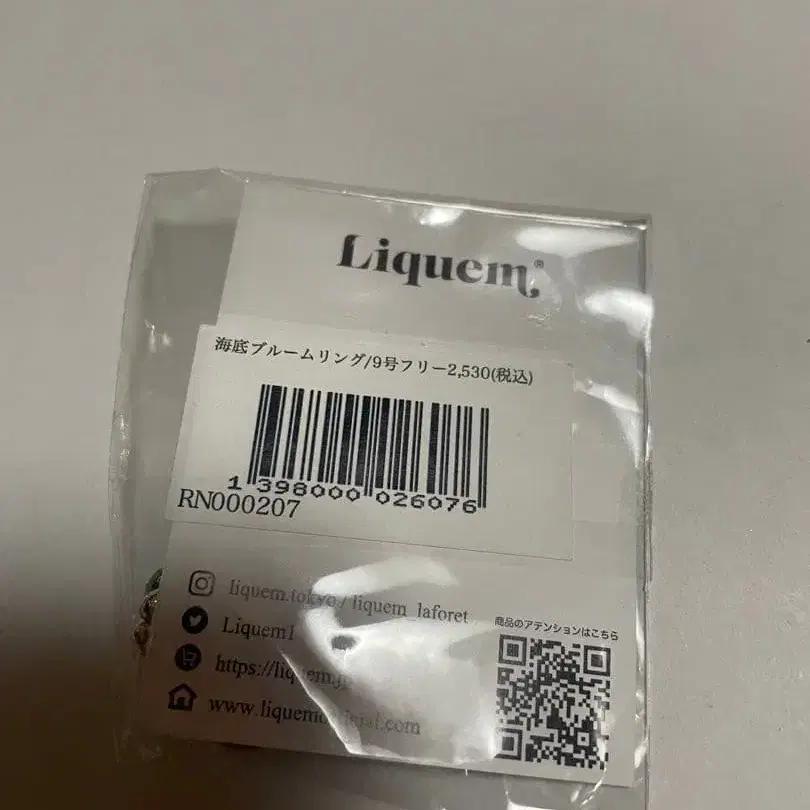 Liquem®
海底ブルームリング/9号フリー2,530(税込)
1 398000 026076
RN000207
liquem.tokyo / liquem_laforet
Liquem1
https://liquem.jp
商品のアテンションはこちら